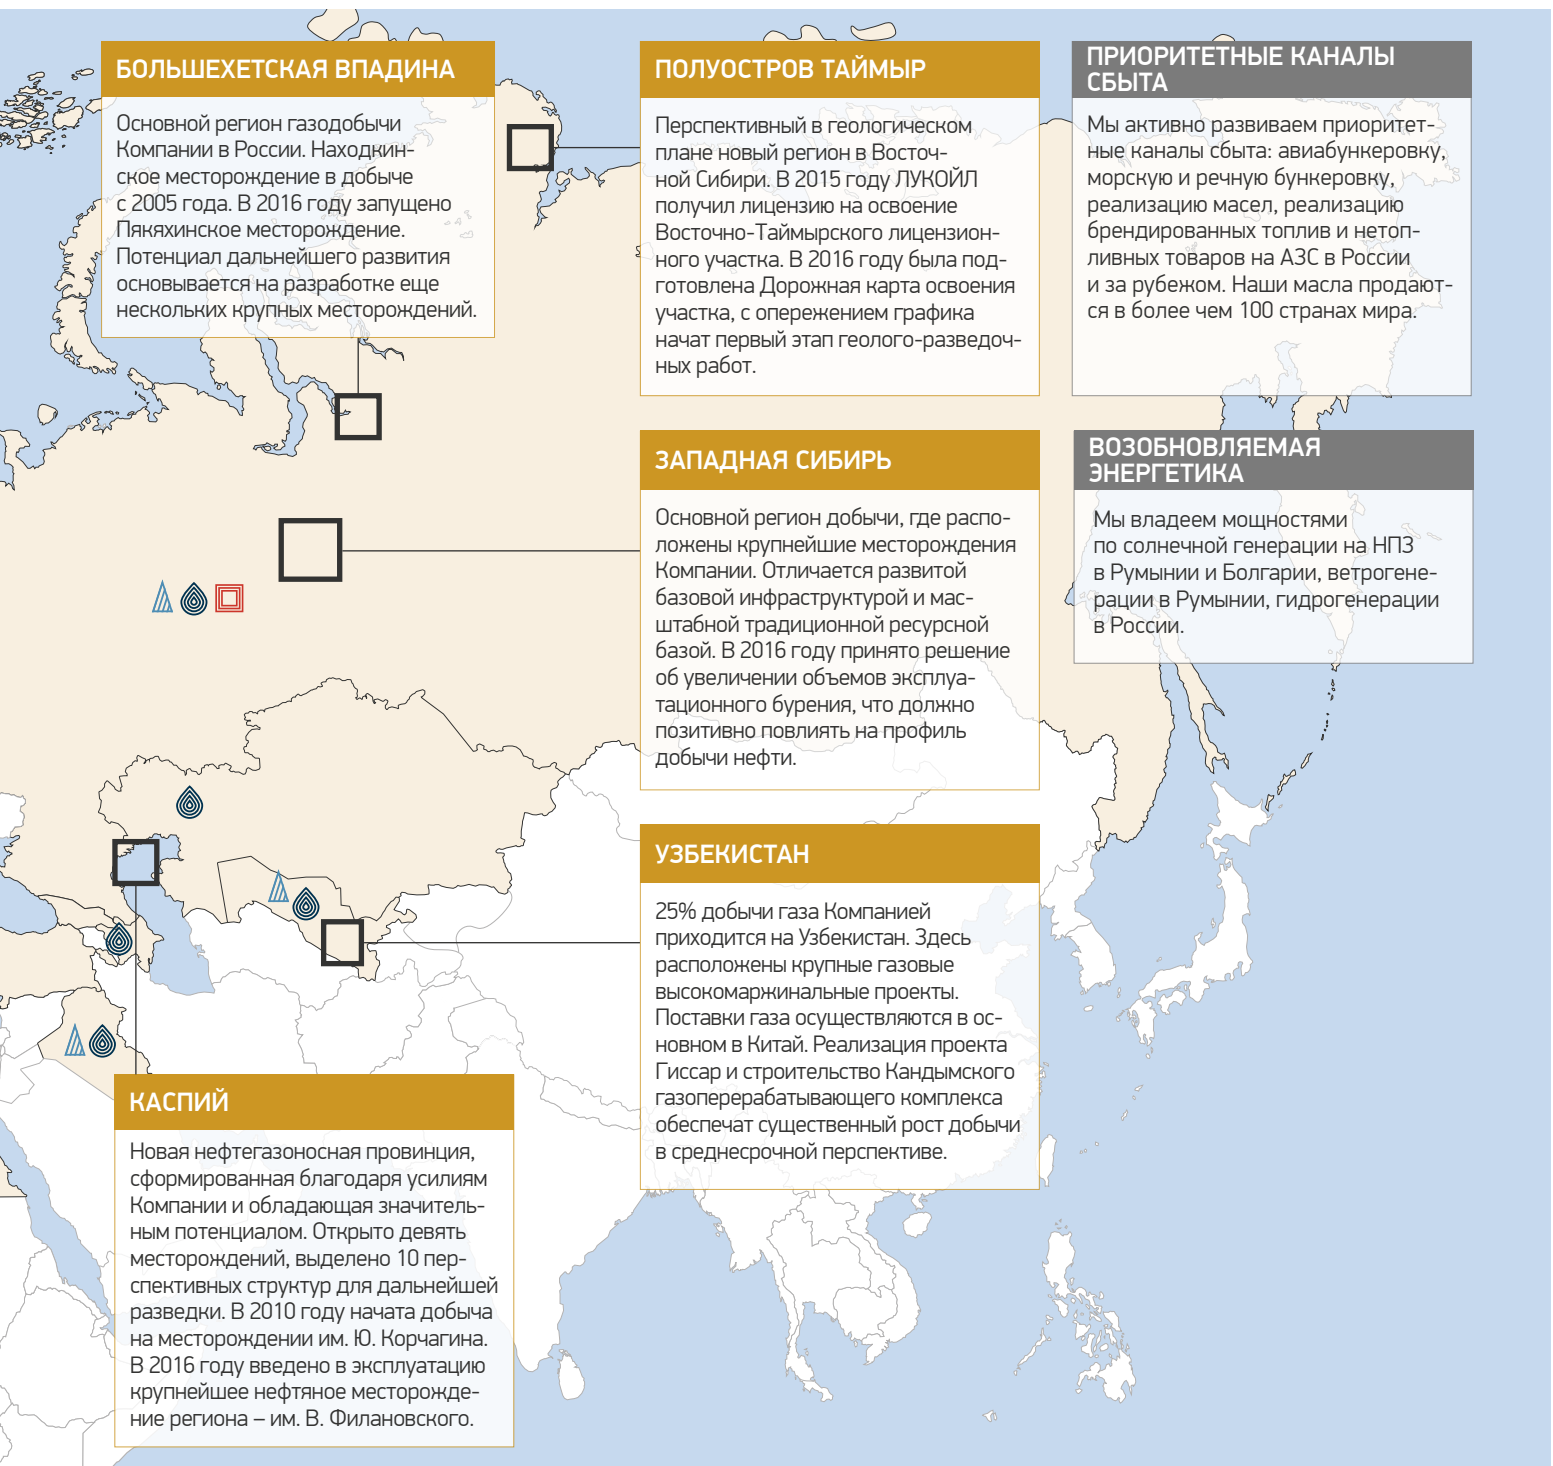 БОЛЬШЕХЕТСКАЯ ВПАДИНА
Основной регион газодобычи
Компании в России. Находкин-
ское месторождение в добыче
с 2005 года. В 2016 году запущено
Пякяхинское месторождение.
Потенциал дальнейшего развития
основывается на разработке еще
нескольких крупных месторождений.
ПОЛУОСТРОВ ТАЙМЫР
Перспективный в геологическом
плане новый регион в Восточ-
ной Сибири. В 2015 году ЛУКОЙЛ
получил лицензию на освоение
Восточно-Таймырского лицензион-
ного участка. В 2016 году была под-
готовлена Дорожная карта освоения
участка, с опережением графика
начат первый этап геолого-разведоч-
ных работ.
ПРИОРИТЕТНЫЕ КАНАЛЫ
СБЫТА
Мы активно развиваем приоритет-
ные каналы сбыта: авиабункеровку,
морскую и речную бункеровку,
реализацию масел, реализацию
брендированных топлив и нетоп-
ливных товаров на АЗС в России
и за рубежом. Наши масла продают-
ся в более чем 100 странах мира.
ЗАПАДНАЯ СИБИРЬ
Основной регион добычи, где распо-
ложены крупнейшие месторождения
Компании. Отличается развитой
базовой инфраструктурой и мас-
штабной традиционной ресурсной
базой. В 2016 году принято решение
об увеличении объемов эксплуа-
тационного бурения, что должно
позитивно повлиять на профиль
добычи нефти.
ВОЗОБНОВЛЯЕМАЯ
ЭНЕРГЕТИКА
Мы владеем мощностями
по солнечной генерации на НПЗ
в Румынии и Болгарии, ветрогене-
рации в Румынии, гидрогенерации
в России.
УЗБЕКИСТАН
25% добычи газа Компанией
приходится на Узбекистан. Здесь
расположены крупные газовые
высокомаржинальные проекты.
Поставки газа осуществляются в ос-
новном в Китай. Реализация проекта
Гиссар и строительство Кандымского
газоперерабатывающего комплекса
обеспечат существенный рост добычи
в среднесрочной перспективе.
КАСПИЙ
Новая нефтегазоносная провинция,
сформированная благодаря усилиям
Компании и обладающая значитель-
ным потенциалом. Открыто девять
месторождений, выделено 10 пер-
спективных структур для дальнейшей
разведки. В 2010 году начата добыча
на месторождении им. Ю. Корчагина.
В 2016 году введено в эксплуатацию
крупнейшее нефтяное месторожде-
ние региона – им. В. Филановского.